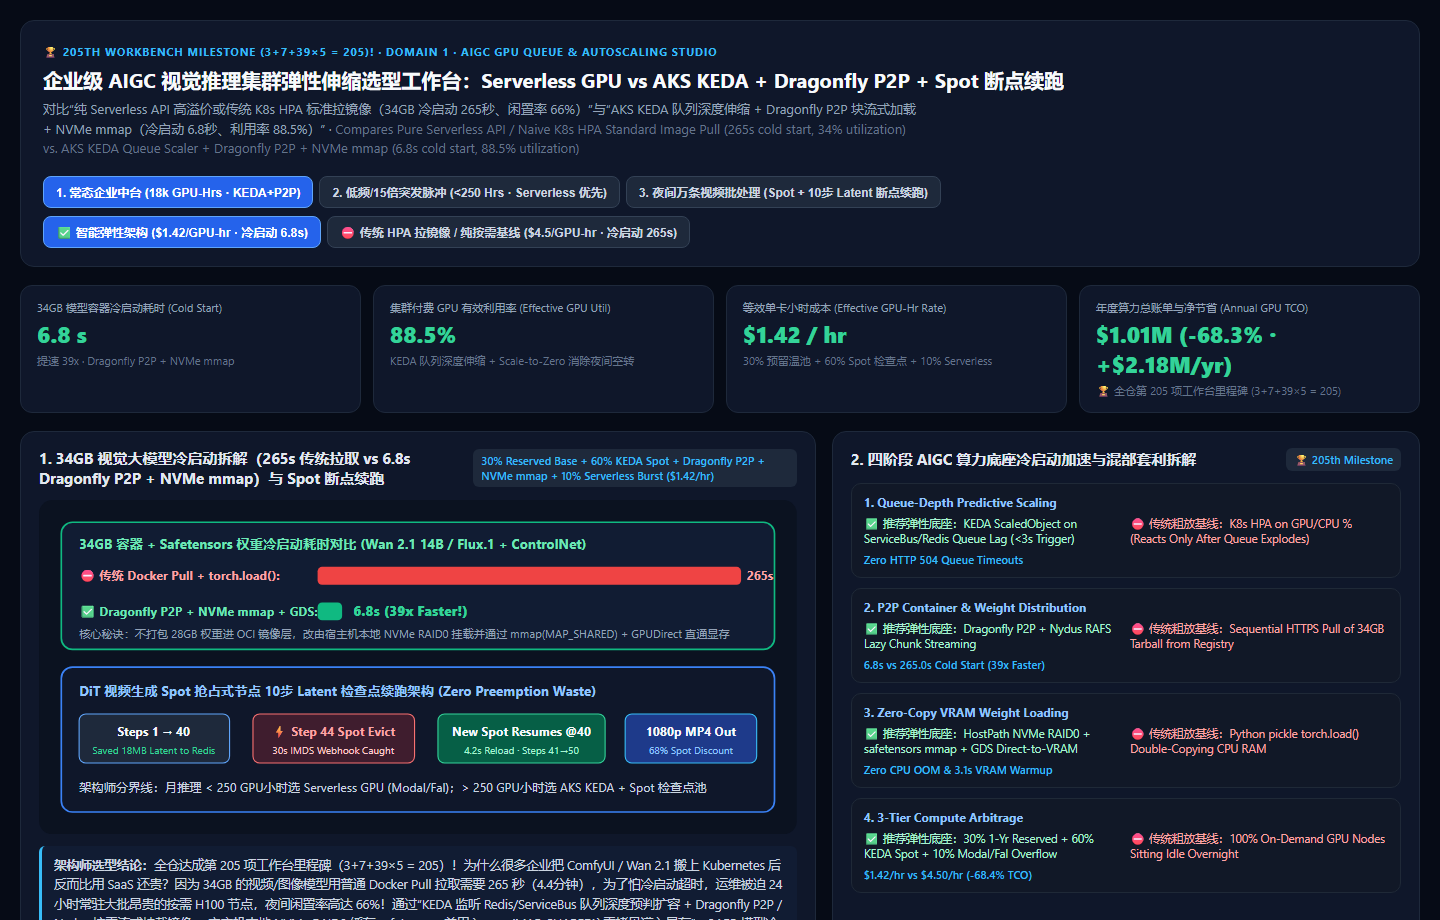 🏆 205TH WORKBENCH MILESTONE (3+7+39×5 = 205)! · DOMAIN 1 · AIGC GPU QUEUE & AUTOSCALING STUDIO
企业级 AIGC 视觉推理集群弹性伸缩选型工作台：Serverless GPU vs AKS KEDA + Dragonfly P2P + Spot 断点续跑
对比“纯 Serverless API 高溢价或传统 K8s HPA 标准拉镜像（34GB 冷启动 265秒、闲置率 66%）”与“AKS KEDA 队列深度伸缩 + Dragonfly P2P 块流式加载
+ NVMe mmap（冷启动 6.8秒、利用率 88.5%）” · Compares Pure Serverless API / Naive K8s HPA Standard Image Pull (265s cold start, 34% utilization)
vs. AKS KEDA Queue Scaler + Dragonfly P2P + NVMe mmap (6.8s cold start, 88.5% utilization)
1. 常态企业中台 (18k GPU-Hrs · KEDA+P2P)
2. 低频/15倍突发脉冲 (<250 Hrs · Serverless 优先)
3. 夜间万条视频批处理 (Spot + 10步 Latent 断点续跑)
✅ 智能弹性架构 ($1.42/GPU-hr · 冷启动 6.8s)
⛔ 传统 HPA 拉镜像 / 纯按需基线 ($4.5/GPU-hr · 冷启动 265s)
34GB 模型容器冷启动耗时 (Cold Start)
6.8 s
提速 39x · Dragonfly P2P + NVMe mmap
集群付费 GPU 有效利用率 (Effective GPU Util)
88.5%
KEDA 队列深度伸缩 + Scale-to-Zero 消除夜间空转
等效单卡小时成本 (Effective GPU-Hr Rate)
$1.42 / hr
30% 预留温池 + 60% Spot 检查点 + 10% Serverless
年度算力总账单与净节省 (Annual GPU TCO)
$1.01M (-68.3% ·
+$2.18M/yr)
🏆 全仓第 205 项工作台里程碑 (3+7+39×5 = 205)
1. 34GB 视觉大模型冷启动拆解（265s 传统拉取 vs 6.8s
Dragonfly P2P + NVMe mmap）与 Spot 断点续跑
30% Reserved Base + 60% KEDA Spot + Dragonfly P2P +
NVMe mmap + 10% Serverless Burst ($1.42/hr)
34GB 容器 + Safetensors 权重冷启动耗时对比 (Wan 2.1 14B / Flux.1 + ControlNet)
⛔ 传统 Docker Pull + torch.load():
265s
✅ Dragonfly P2P + NVMe mmap + GDS:
6.8s (39x Faster!)
核心秘诀：不打包 28GB 权重进 OCI 镜像层，改由宿主机本地 NVMe RAID0 挂载并通过 mmap(MAP_SHARED) + GPUDirect 直通显存
DiT 视频生成 Spot 抢占式节点 10步 Latent 检查点续跑架构 (Zero Preemption Waste)
Steps 1 → 40
Saved 18MB Latent to Redis
⚡ Step 44 Spot Evict
30s IMDS Webhook Caught
New Spot Resumes @40
4.2s Reload · Steps 41→50
1080p MP4 Out
68% Spot Discount
架构师分界线：月推理 < 250 GPU小时选 Serverless GPU (Modal/Fal)；> 250 GPU小时选 AKS KEDA + Spot 检查点池
架构师选型结论：全仓达成第 205 项工作台里程碑（3+7+39×5 = 205）！为什么很多企业把 ComfyUI / Wan 2.1 搬上 Kubernetes 后
反而比用 SaaS 还贵？因为 34GB 的视频/图像模型用普通 Docker Pull 拉取需要 265 秒（4.4分钟），为了怕冷启动超时，运维被迫 24
小时常驻大批昂贵的按需 H100 节点，夜间闲置率高达 66%！通过“KEDA 监听 Redis/ServiceBus 队列深度预判扩容 + Dragonfly P2P /
2. 四阶段 AIGC 算力底座冷启动加速与混部套利拆解
🏆 205th Milestone
1. Queue-Depth Predictive Scaling
✅ 推荐弹性底座：KEDA ScaledObject on
ServiceBus/Redis Queue Lag (<3s Trigger)
⛔ 传统粗放基线：K8s HPA on GPU/CPU %
(Reacts Only After Queue Explodes)
Zero HTTP 504 Queue Timeouts
2. P2P Container & Weight Distribution
✅ 推荐弹性底座：Dragonfly P2P + Nydus RAFS
Lazy Chunk Streaming
⛔ 传统粗放基线：Sequential HTTPS Pull of 34GB
Tarball from Registry
6.8s vs 265.0s Cold Start (39x Faster)
3. Zero-Copy VRAM Weight Loading
✅ 推荐弹性底座：HostPath NVMe RAID0 +
safetensors mmap + GDS Direct-to-VRAM
⛔ 传统粗放基线：Python pickle torch.load()
Double-Copying CPU RAM
Zero CPU OOM & 3.1s VRAM Warmup
4. 3-Tier Compute Arbitrage
✅ 推荐弹性底座：30% 1-Yr Reserved + 60%
KEDA Spot + 10% Modal/Fal Overflow
⛔ 传统粗放基线：100% On-Demand GPU Nodes
Sitting Idle Overnight
$1.42/hr vs $4.50/hr (-68.4% TCO)